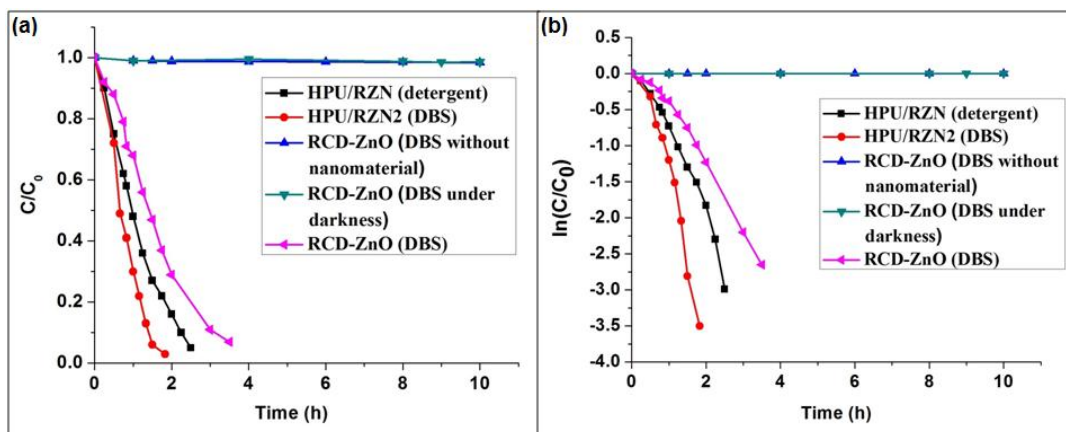 (a)
1.0
0.8
0.6
0.4
0.2
0.0
C/C0
HPU/RZN (detergent)
HPU/RZN2 (DBS)
RCD-ZnO (DBS without
nanomaterial)
RCD-ZnO (DBS under
darkness)
RCD-ZnO (DBS)
0 2 4 6 8 10
Time (h)
(b)
0.5
0.0
-0.5
-1.0
-1.5
-2.0
-2.5
-3.0
-3.5
-4.0
ln(C/C0)
HPU/RZN (detergent)
HPU/RZN2 (DBS)
RCD-ZnO (DBS without
nanomaterial)
RCD-ZnO (DBS under
darkness)
RCD-ZnO (DBS)
0 2 4 6 8 10
Time (h)